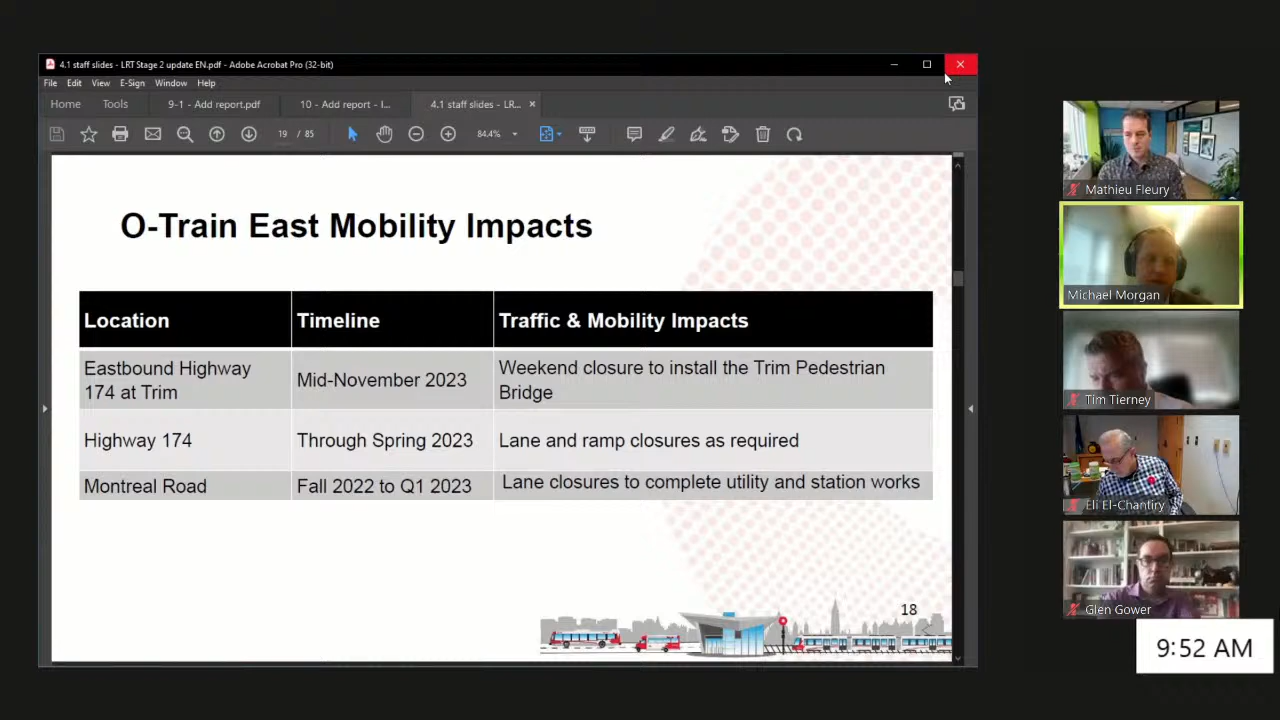 4.1 staff slides - LRT Stage 2 update EN.pdf - Adobe Acrobat Pro (32-bit)
File Edit View E-Sign Window Help
Home Tools 9-1 - Add report.pdf 10 - Add report - I... 4.1 staff slides - LR... ×
19 / 85 84.4%
O-Train East Mobility Impacts
Location Timeline Traffic & Mobility Impacts
Eastbound Highway
174 at Trim
Mid-November 2023
Weekend closure to install the Trim Pedestrian
Bridge
Highway 174 Through Spring 2023 Lane and ramp closures as required
Montreal Road Fall 2022 to Q1 2023 Lane closures to complete utility and station works
18
Mathieu Fleury
Michael Morgan
Tim Tierney
Eli El-Chantiry
Glen Gower
9:52 AM